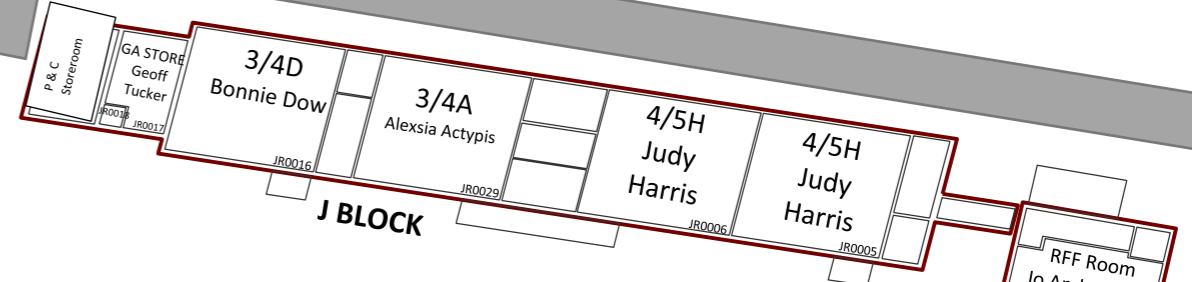 P & C
Storeroom
GA STORE
Geoff
Tucker
JR0018
JR0017
3/4D
Bonnie Dow
JR0016
3/4A
Alexsia Actypis
JR0029
4/5H
Judy
Harris
JR0006
4/5H
Judy
Harris
JR0005
J BLOCK
RFF Room